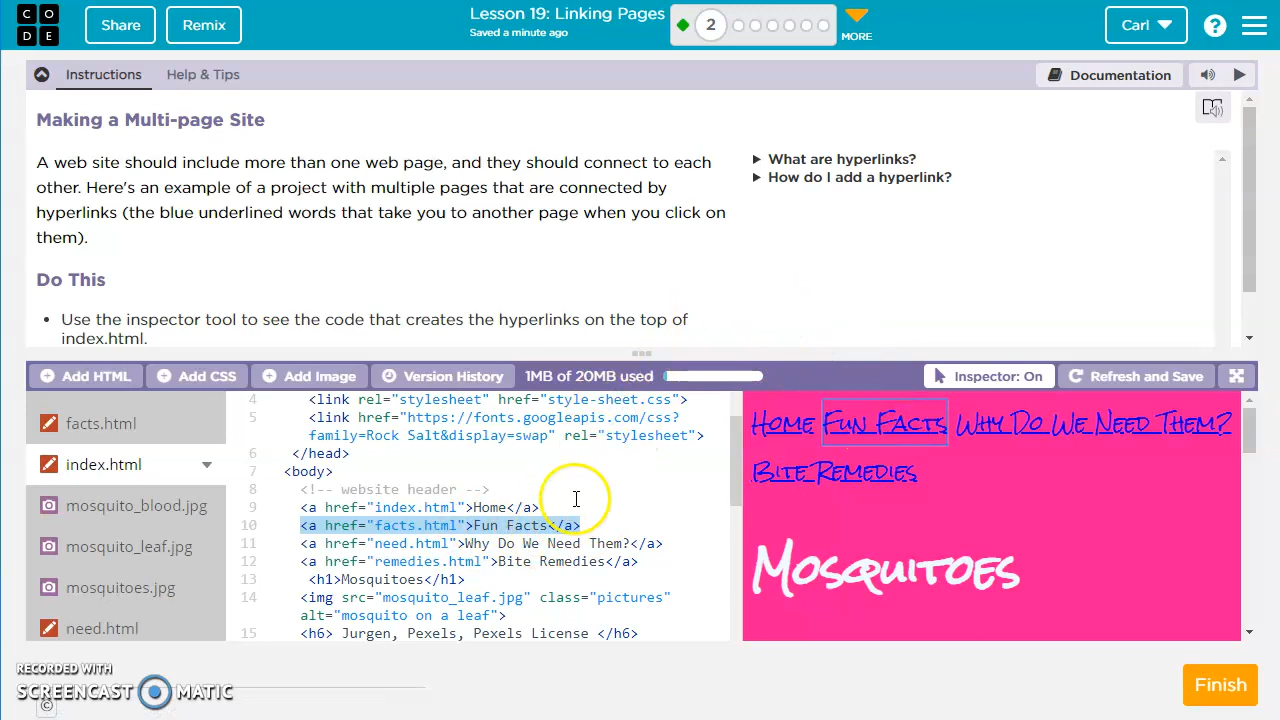 CODE
Share
Remix
Lesson 19: Linking Pages
Saved a minute ago
2
MORE
Carl
?
Instructions
Help & Tips
Documentation
Making a Multi-page Site
A web site should include more than one web page, and they should connect to each
other. Here's an example of a project with multiple pages that are connected by
hyperlinks (the blue underlined words that take you to another page when you click on
them).
Do This
• Use the inspector tool to see the code that creates the hyperlinks on the top of
index.html.
What are hyperlinks?
How do I add a hyperlink?
Add HTML
Add CSS
Add Image
Version History
1MB of 20MB used
Inspector: On
Refresh and Save
facts.html
index.html
mosquito_blood.jpg
mosquito_leaf.jpg
mosquitoes.jpg
need.html
4 <link rel="stylesheet" href="style-sheet.css">
5 <link href="https://fonts.googleapis.com/css?
family=Rock Salt&display=swap" rel="stylesheet">
6 </head>
7 <body>
8 <!-- website header -->
9 <a href="index.html">Home</a>
10 <a href="facts.html">Fun Facts</a>
11 <a href="need.html">Why Do We Need Them?</a>
12 <a href="remedies.html">Bite Remedies</a>
13 <h1>Mosquitoes</h1>
14 <img src="mosquito_leaf.jpg" class="pictures"
alt="mosquito on a leaf">
15 <h6> Jurgen, Pexels, Pexels License </h6>
Home Fun Facts Why Do We Need Them?
Bite Remedies
Mosquitoes
RECORDED WITH
SCREENCAST MATIC
©
Finish